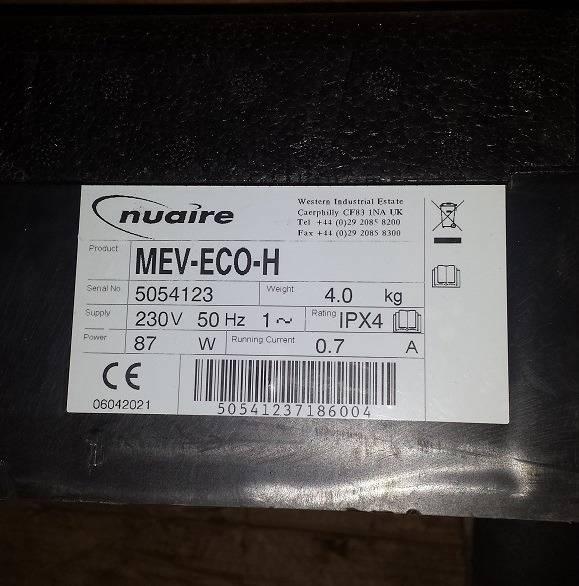 nuaire
Western Industrial Estate
Caerphilly CF83 1NA UK
Tel +44 (0)29 2085 8200
Fax +44 (0)29 2085 8300
Product MEV-ECO-H
Serial No. 5054123 Weight 4.0 kg
Supply 230V 50 Hz 1~ Rating IPX4
Power 87 W Running Current 0.7 A
CE
06042021
50541237186004